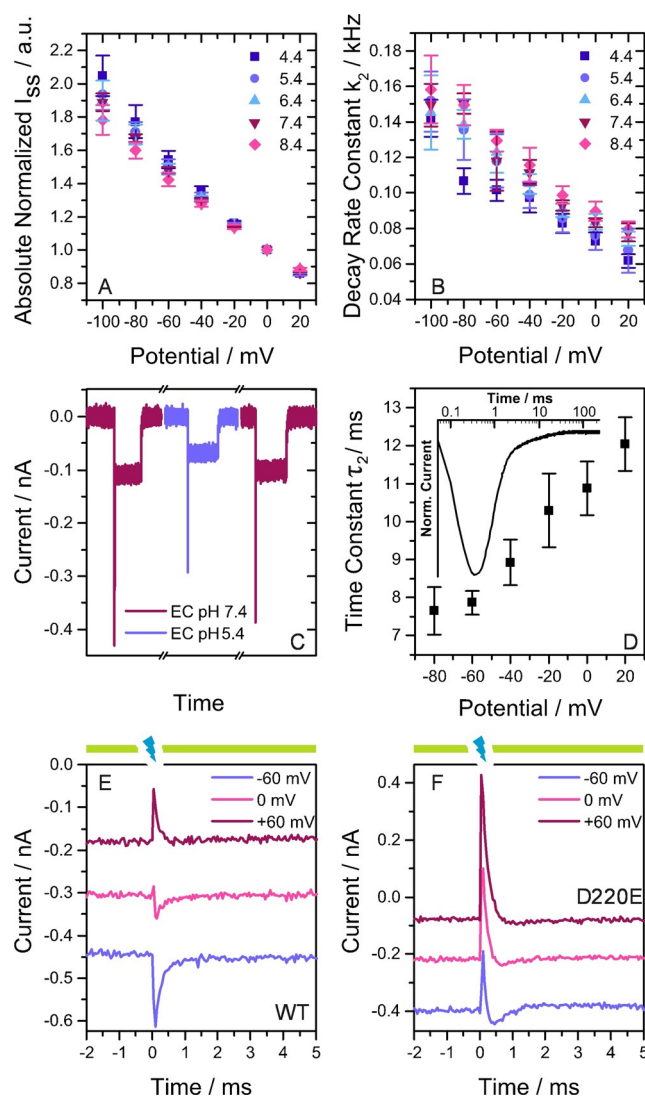 Absolute Normalized I_SS / a.u.
2.2
2.0
1.8
1.6
1.4
1.2
1.0
0.8
4.4
5.4
6.4
7.4
8.4
A
-100 -80 -60 -40 -20 0 20
Potential / mV
Decay Rate Constant k_2 / kHz
0.18
0.16
0.14
0.12
0.10
0.08
0.06
0.04
4.4
5.4
6.4
7.4
8.4
B
-100 -80 -60 -40 -20 0 20
Potential / mV
Current / nA
0.0
-0.1
-0.2
-0.3
-0.4
EC pH 7.4
EC pH 5.4
C
Time
Time Constant τ_2 / ms
13
12
11
10
9
8
7
6
Time / ms
0.1 1 10 100
Norm. Current
D
-80 -60 -40 -20 0 20
Potential / mV
Current / nA
0.0
-0.1
-0.2
-0.3
-0.4
-0.5
-0.6
E
-60 mV
0 mV
+60 mV
WT
-2 -1 0 1 2 3 4 5
Time / ms
Current / nA
0.4
0.2
0.0
-0.2
-0.4
F
-60 mV
0 mV
+60 mV
D220E
-2 -1 0 1 2 3 4 5
Time / ms